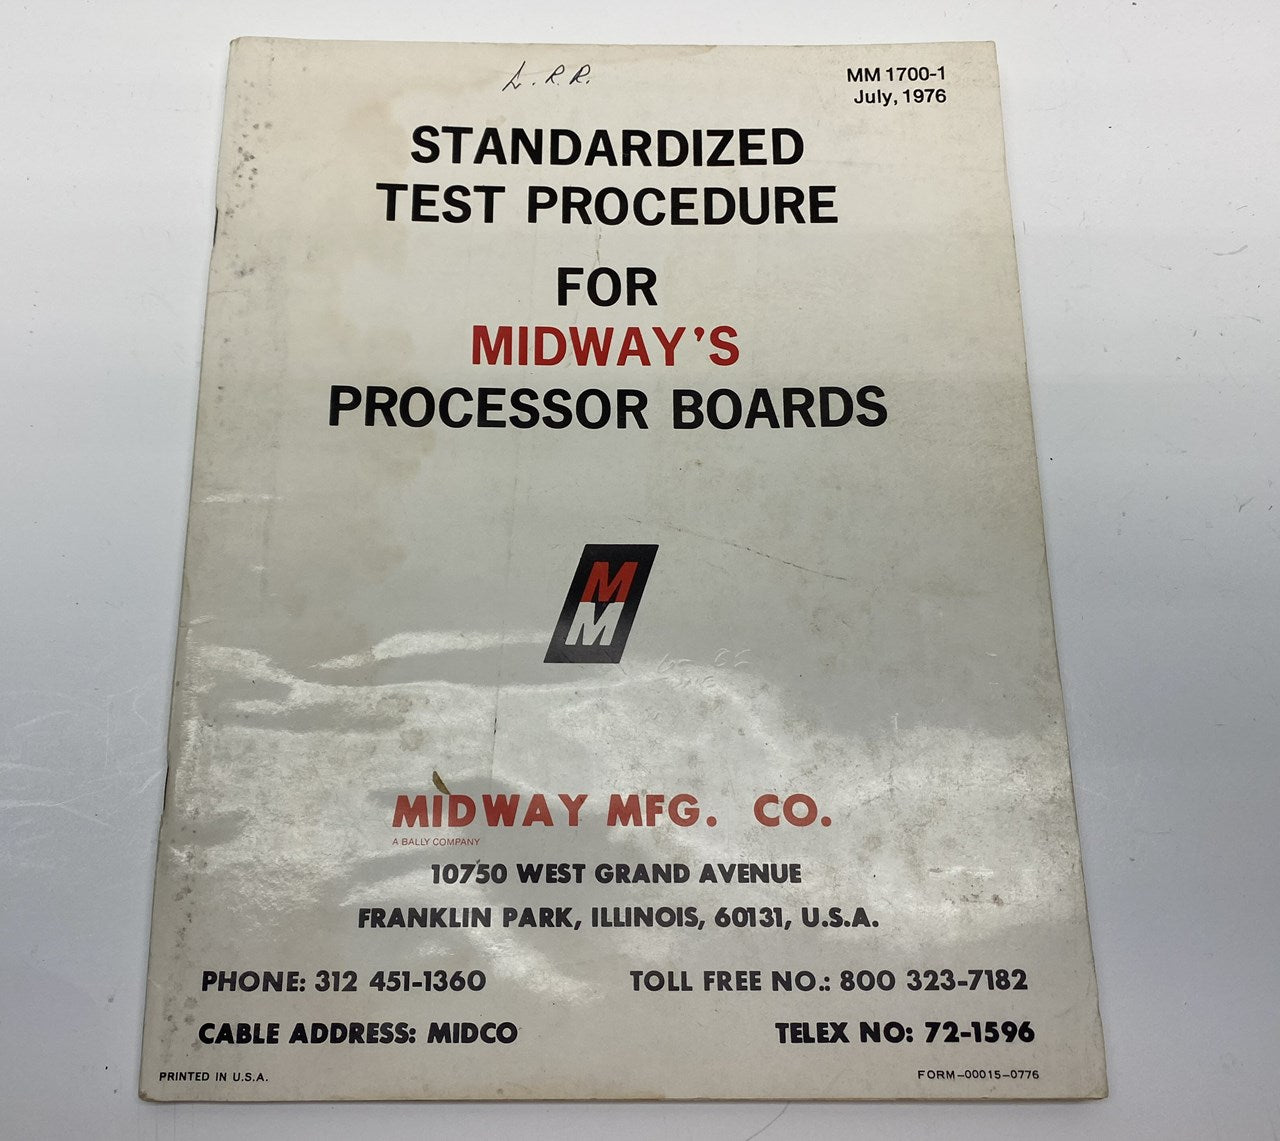 L. R. R.
MM 1700-1
July, 1976
STANDARDIZED
TEST PROCEDURE
FOR
MIDWAY'S
PROCESSOR BOARDS
M
M
MIDWAY MFG. CO.
A BALLY COMPANY
10750 WEST GRAND AVENUE
FRANKLIN PARK, ILLINOIS, 60131, U.S.A.
PHONE: 312 451-1360
TOLL FREE NO.: 800 323-7182
CABLE ADDRESS: MIDCO
TELEX NO: 72-1596
PRINTED IN U.S.A.
FORM-00015-0776